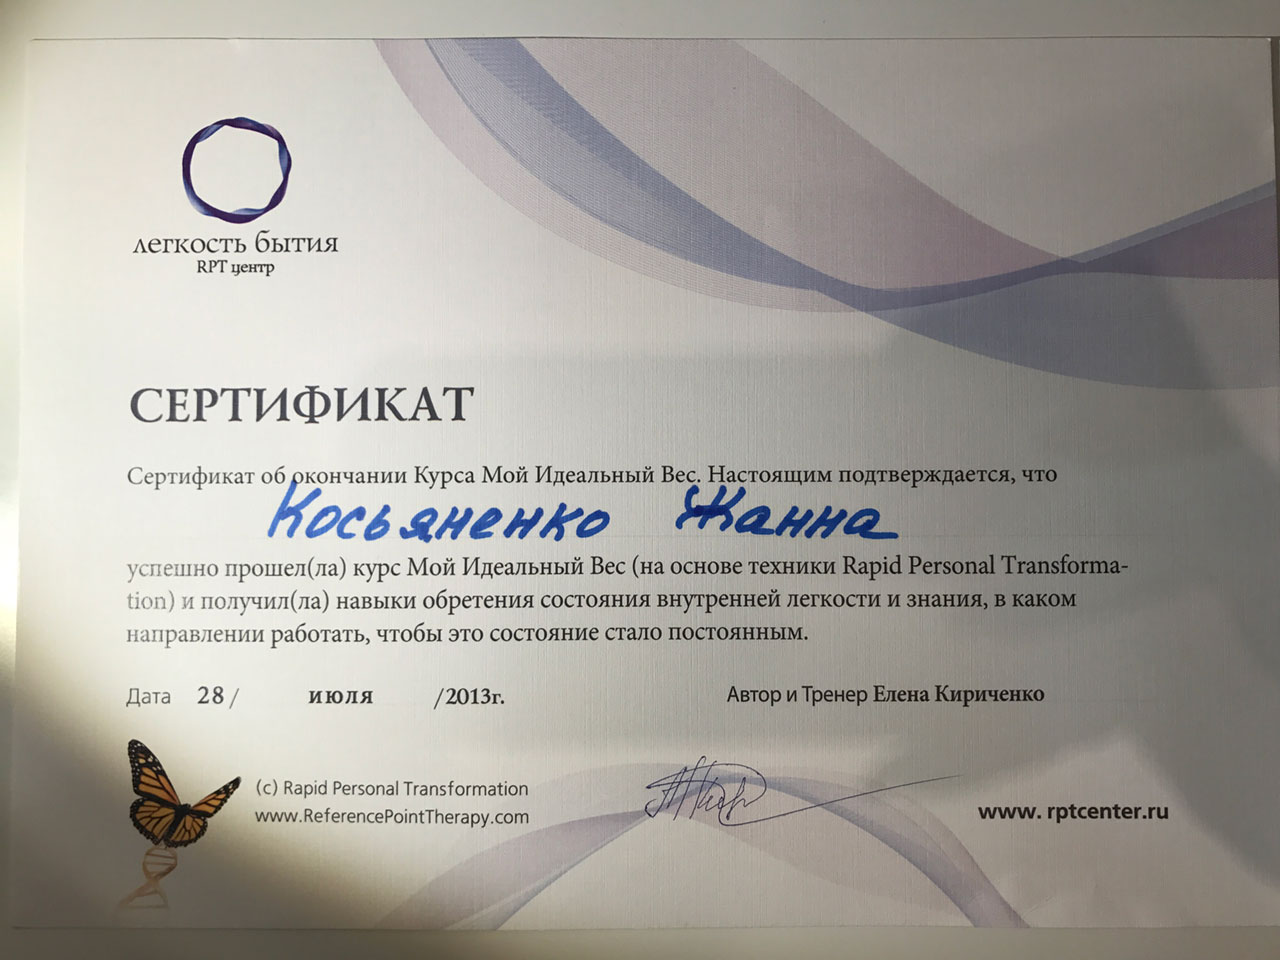 легкость бытия
RPT центр
СЕРТИФИКАТ
Сертификат об окончании Курса Мой Идеальный Вес. Настоящим подтверждается, что
Косьяненко Жанна
успешно прошел(ла) курс Мой Идеальный Вес (на основе техники Rapid Personal Transforma-
tion) и получил(ла) навыки обретения состояния внутренней легкости и знания, в каком
направлении работать, чтобы это состояние стало постоянным.
Дата 28 / июля /2013г.
Автор и Тренер Елена Кириченко
(c) Rapid Personal Transformation
www.ReferencePointTherapy.com
www. rptcenter.ru